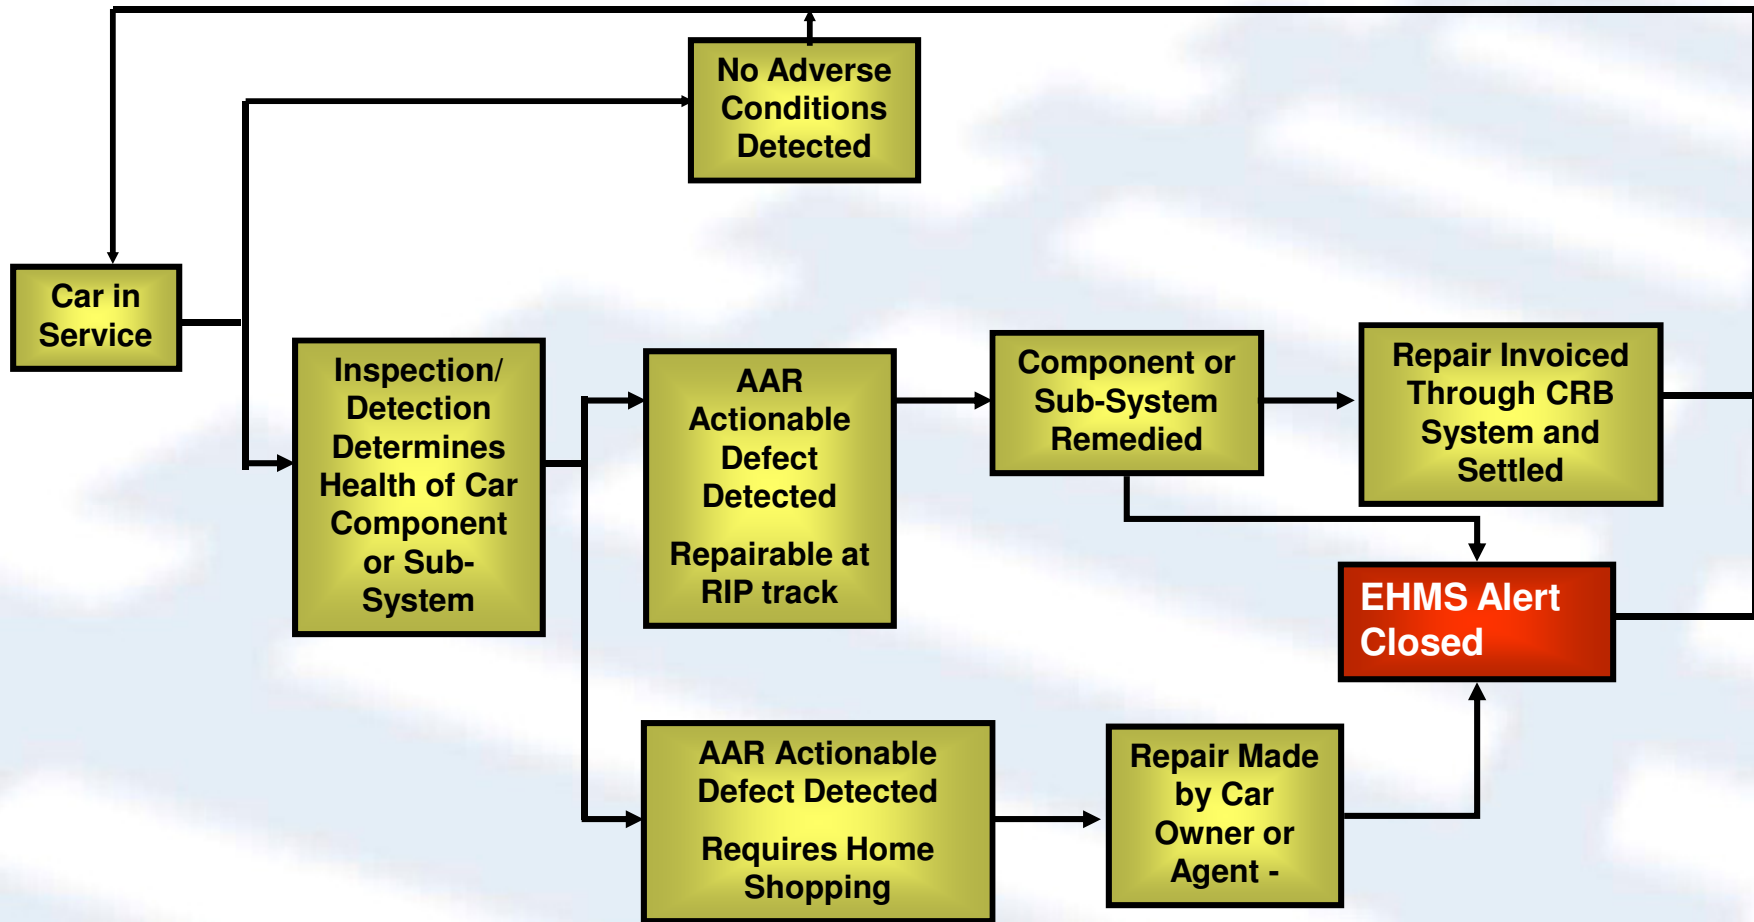 No Adverse
Conditions
Detected
Car in
Service
Inspection/
Detection
Determines
Health of Car
Component
or Sub-
System
AAR
Actionable
Defect
Detected
Repairable at
RIP track
Component or
Sub-System
Remedied
Repair Invoiced
Through CRB
System and
Settled
EHMS Alert
Closed
AAR Actionable
Defect Detected
Requires Home
Shopping
Repair Made
by Car
Owner or
Agent -